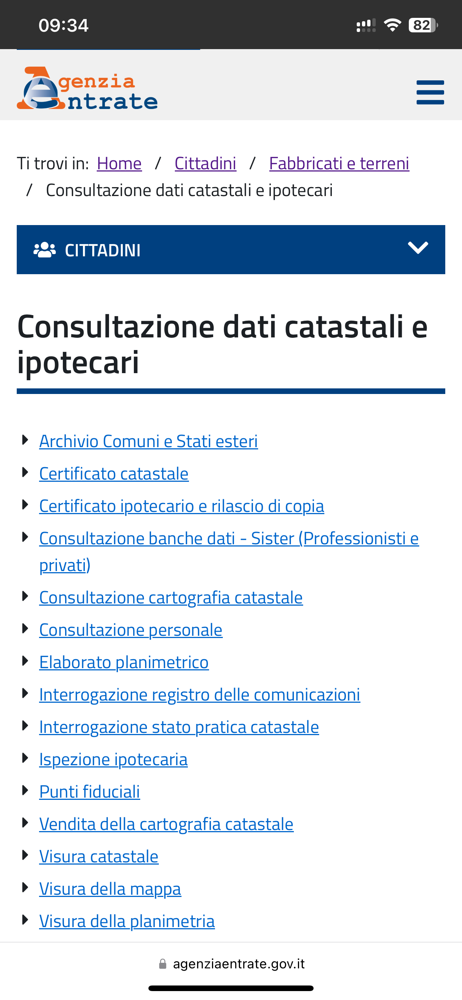 09:34
82
Agenzia
Entrate
Ti trovi in: Home / Cittadini / Fabbricati e terreni
/ Consultazione dati catastali e ipotecari
CITTADINI
Consultazione dati catastali e
ipotecari
Archivio Comuni e Stati esteri
Certificato catastale
Certificato ipotecario e rilascio di copia
Consultazione banche dati - Sister (Professionisti e
privati)
Consultazione cartografia catastale
Consultazione personale
Elaborato planimetrico
Interrogazione registro delle comunicazioni
Interrogazione stato pratica catastale
Ispezione ipotecaria
Punti fiduciali
Vendita della cartografia catastale
Visura catastale
Visura della mappa
Visura della planimetria
agenziaentrate.gov.it